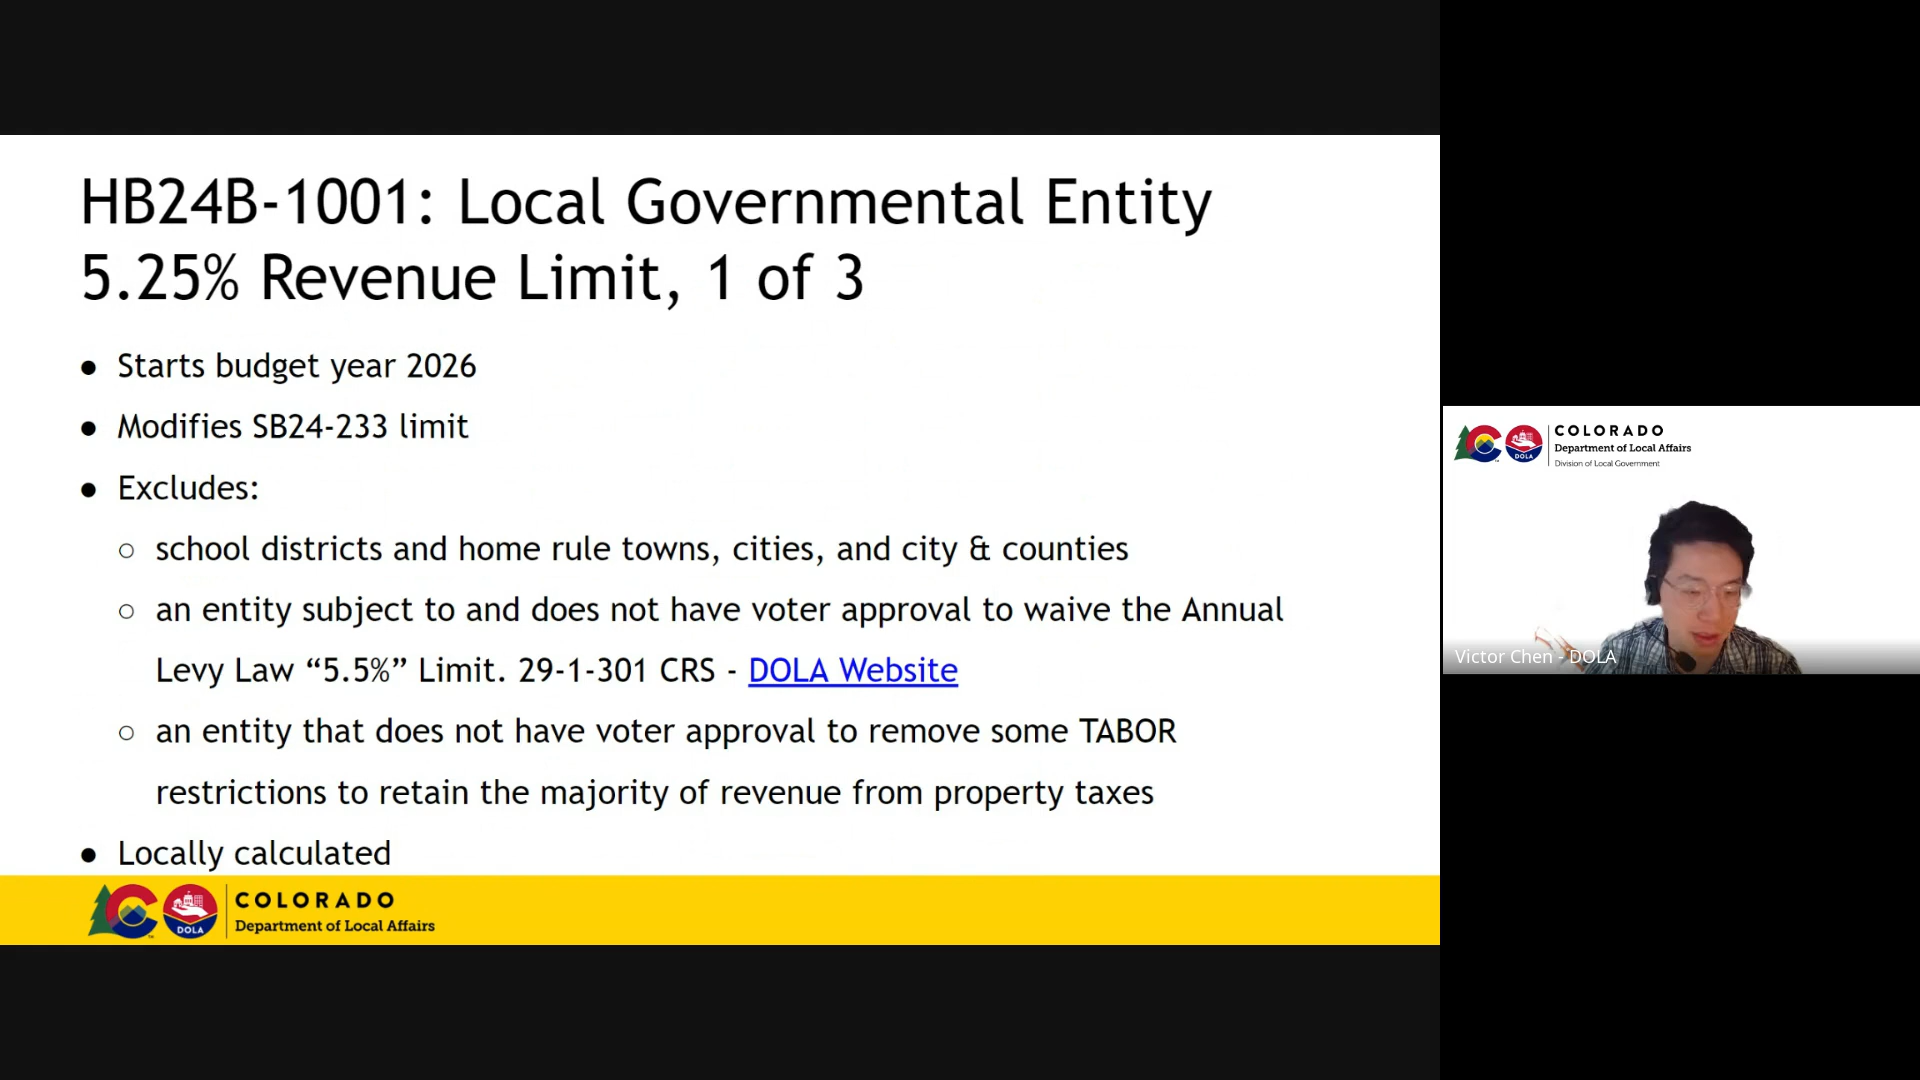 HB24B-1001: Local Governmental Entity
5.25% Revenue Limit, 1 of 3
● Starts budget year 2026
● Modifies SB24-233 limit
● Excludes:
○ school districts and home rule towns, cities, and city & counties
○ an entity subject to and does not have voter approval to waive the Annual
Levy Law “5.5%” Limit. 29-1-301 CRS - DOLA Website
○ an entity that does not have voter approval to remove some TABOR
restrictions to retain the majority of revenue from property taxes
● Locally calculated
DOLA
COLORADO
Department of Local Affairs
DOLA
COLORADO
Department of Local Affairs
Division of Local Government
Victor Chen - DOLA